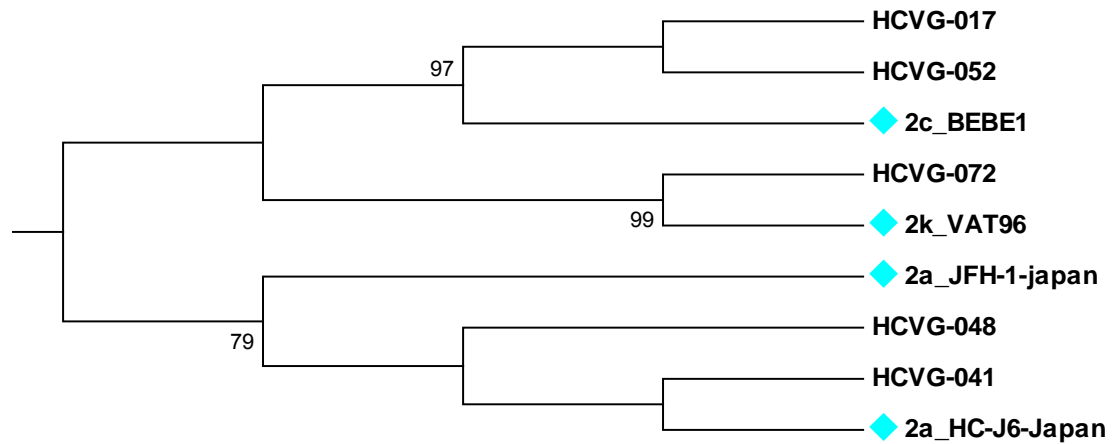 HCVG-017
97
HCVG-052
2c_BEBE1
HCVG-072
99
2k_VAT96
2a_JFH-1-japan
79
HCVG-048
HCVG-041
2a_HC-J6-Japan